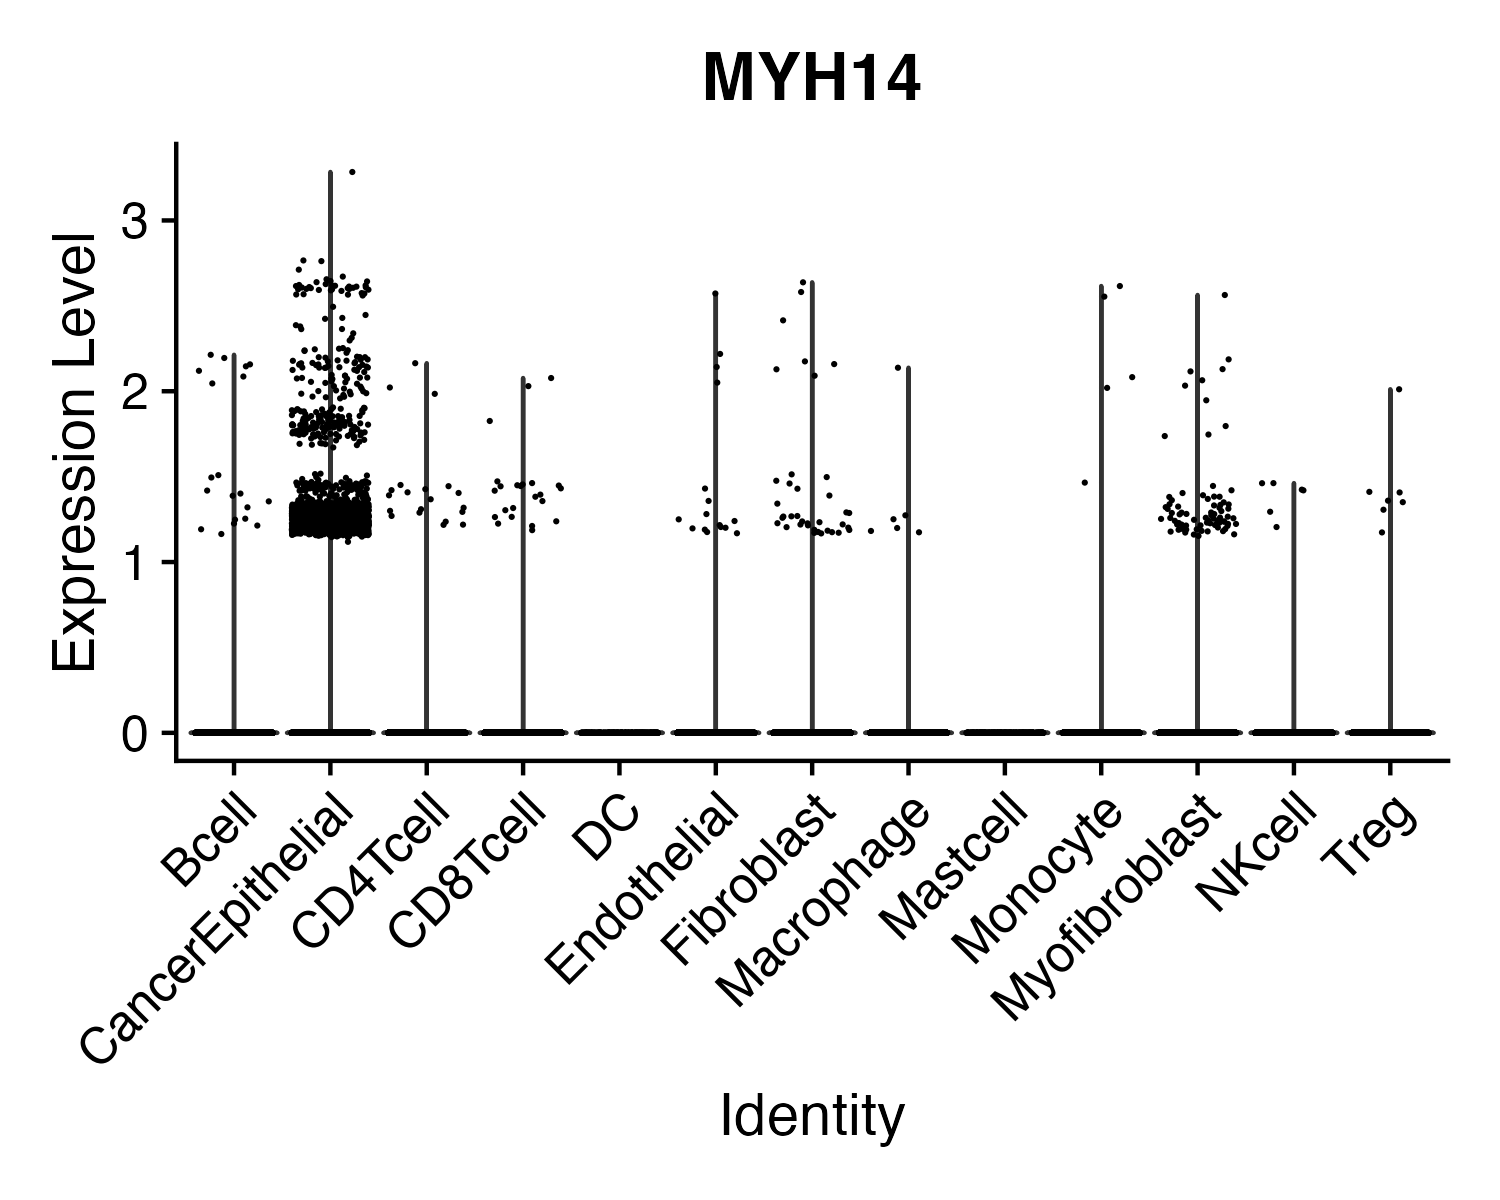 MYH14
Expression Level
3
2
1
0
Bcell
CancerEpithelial
CD4Tcell
CD8Tcell
DC
Endothelial
Fibroblast
Macrophage
Mastcell
Monocyte
Myofibroblast
NKcell
Treg
Identity